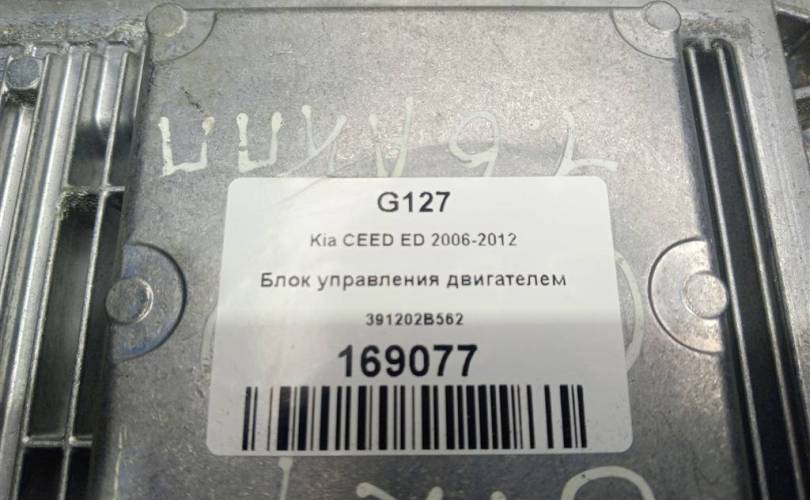 G127
Kia CEED ED 2006-2012
Блок управления двигателем
391202B562
169077